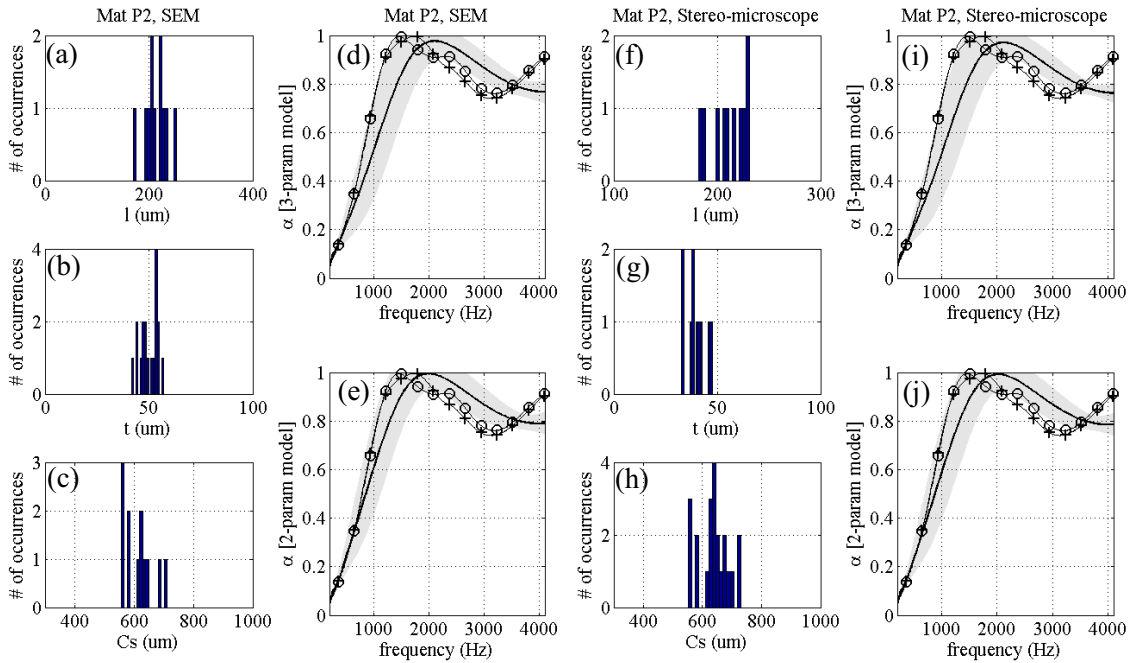 Mat P2, SEM
(a)
# of occurrences
2
1
0
0 200 400
l (um)
(b)
# of occurrences
4
2
0
0 50 100
t (um)
(c)
# of occurrences
3
2
1
0
400 600 800 1000
Cs (um)
Mat P2, SEM
(d)
α [3-param model]
1
0.8
0.6
0.4
0.2
0
1000 2000 3000 4000
frequency (Hz)
(e)
α [2-param model]
1
0.8
0.6
0.4
0.2
0
1000 2000 3000 4000
frequency (Hz)
Mat P2, Stereo-microscope
(f)
# of occurrences
2
1
0
100 200 300
l (um)
(g)
# of occurrences
2
1
0
0 50 100
t (um)
(h)
# of occurrences
4
2
0
400 600 800 1000
Cs (um)
Mat P2, Stereo-microscope
(i)
α [3-param model]
1
0.8
0.6
0.4
0.2
0
1000 2000 3000 4000
frequency (Hz)
(j)
α [2-param model]
1
0.8
0.6
0.4
0.2
0
1000 2000 3000 4000
frequency (Hz)